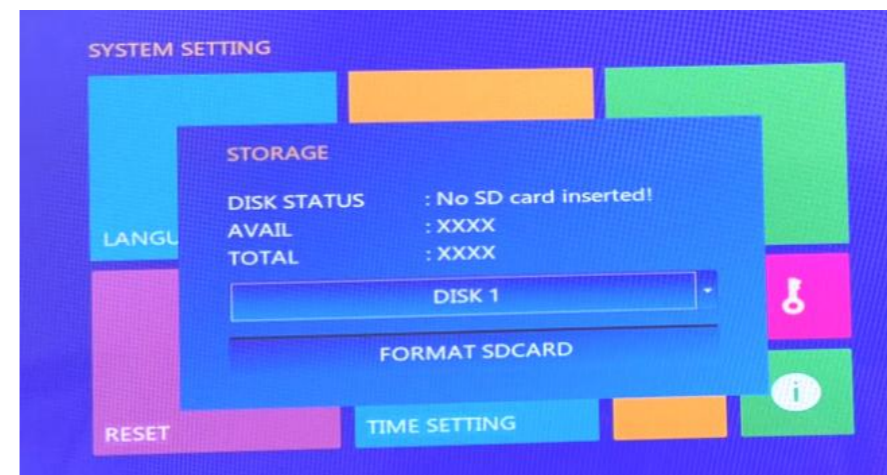 SYSTEM SETTING
STORAGE
DISK STATUS : No SD card inserted!
AVAIL : XXXX
TOTAL : XXXX
DISK 1
FORMAT SDCARD
LANGU
RESET
TIME SETTING
i